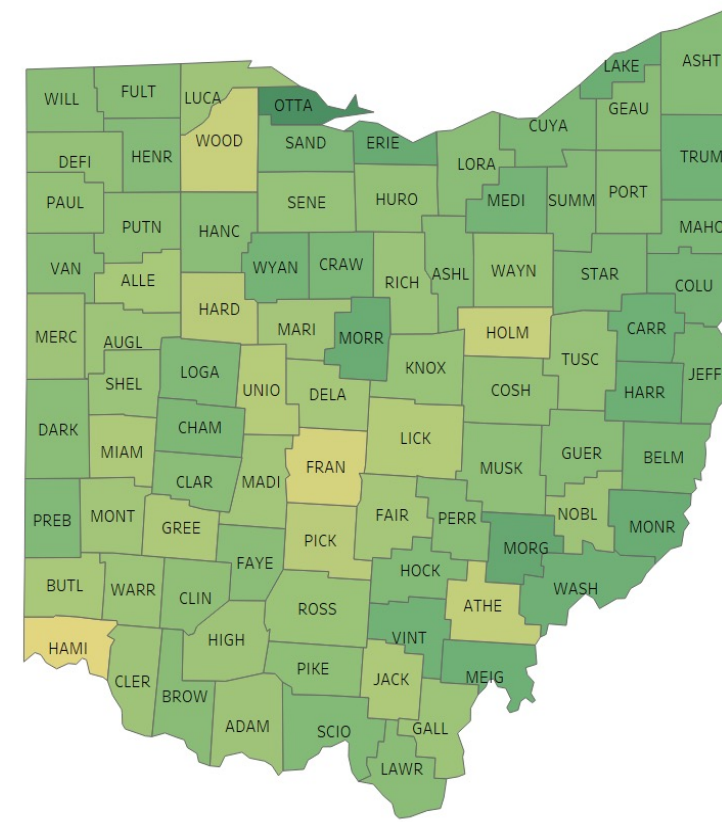 LAKE
ASHT
WILL
FULT
LUCA
OTTA
GEAU
CUYA
WOOD
SAND
ERIE
DEFI
HENR
LORA
TRUM
PAUL
SENE
HURO
MEDI
SUMM
PORT
PUTN
HANC
MAHO
VAN
WYAN
CRAW
RICH
ASHL
WAYN
STAR
COLU
ALLE
HARD
MERC
AUGL
MARI
MORR
HOLM
CARR
TUSC
JEFF
SHEL
LOGA
UNIO
DELA
KNOX
COSH
HARR
DARK
CHAM
LICK
MIAM
FRAN
MUSK
GUER
BELM
CLAR
MADI
PREB
MONT
GREE
PICK
FAIR
PERR
NOBL
MONR
MORG
BUTL
WARR
CLIN
FAYE
HOCK
WASH
ROSS
ATHE
HAMI
HIGH
VINT
CLER
BROW
PIKE
JACK
MEIG
ADAM
SCIO
GALL
LAWR